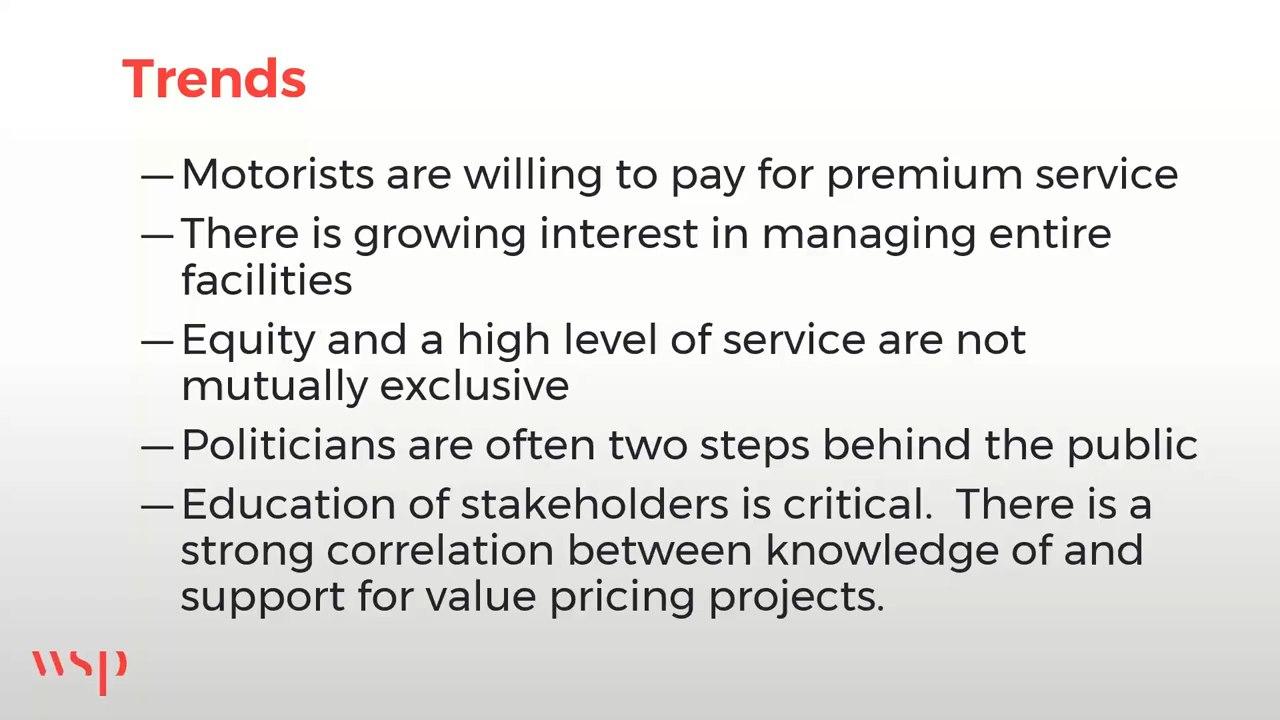 Trends
— Motorists are willing to pay for premium service
— There is growing interest in managing entire
facilities
— Equity and a high level of service are not
mutually exclusive
— Politicians are often two steps behind the public
— Education of stakeholders is critical.  There is a
strong correlation between knowledge of and
support for value pricing projects.
wsp